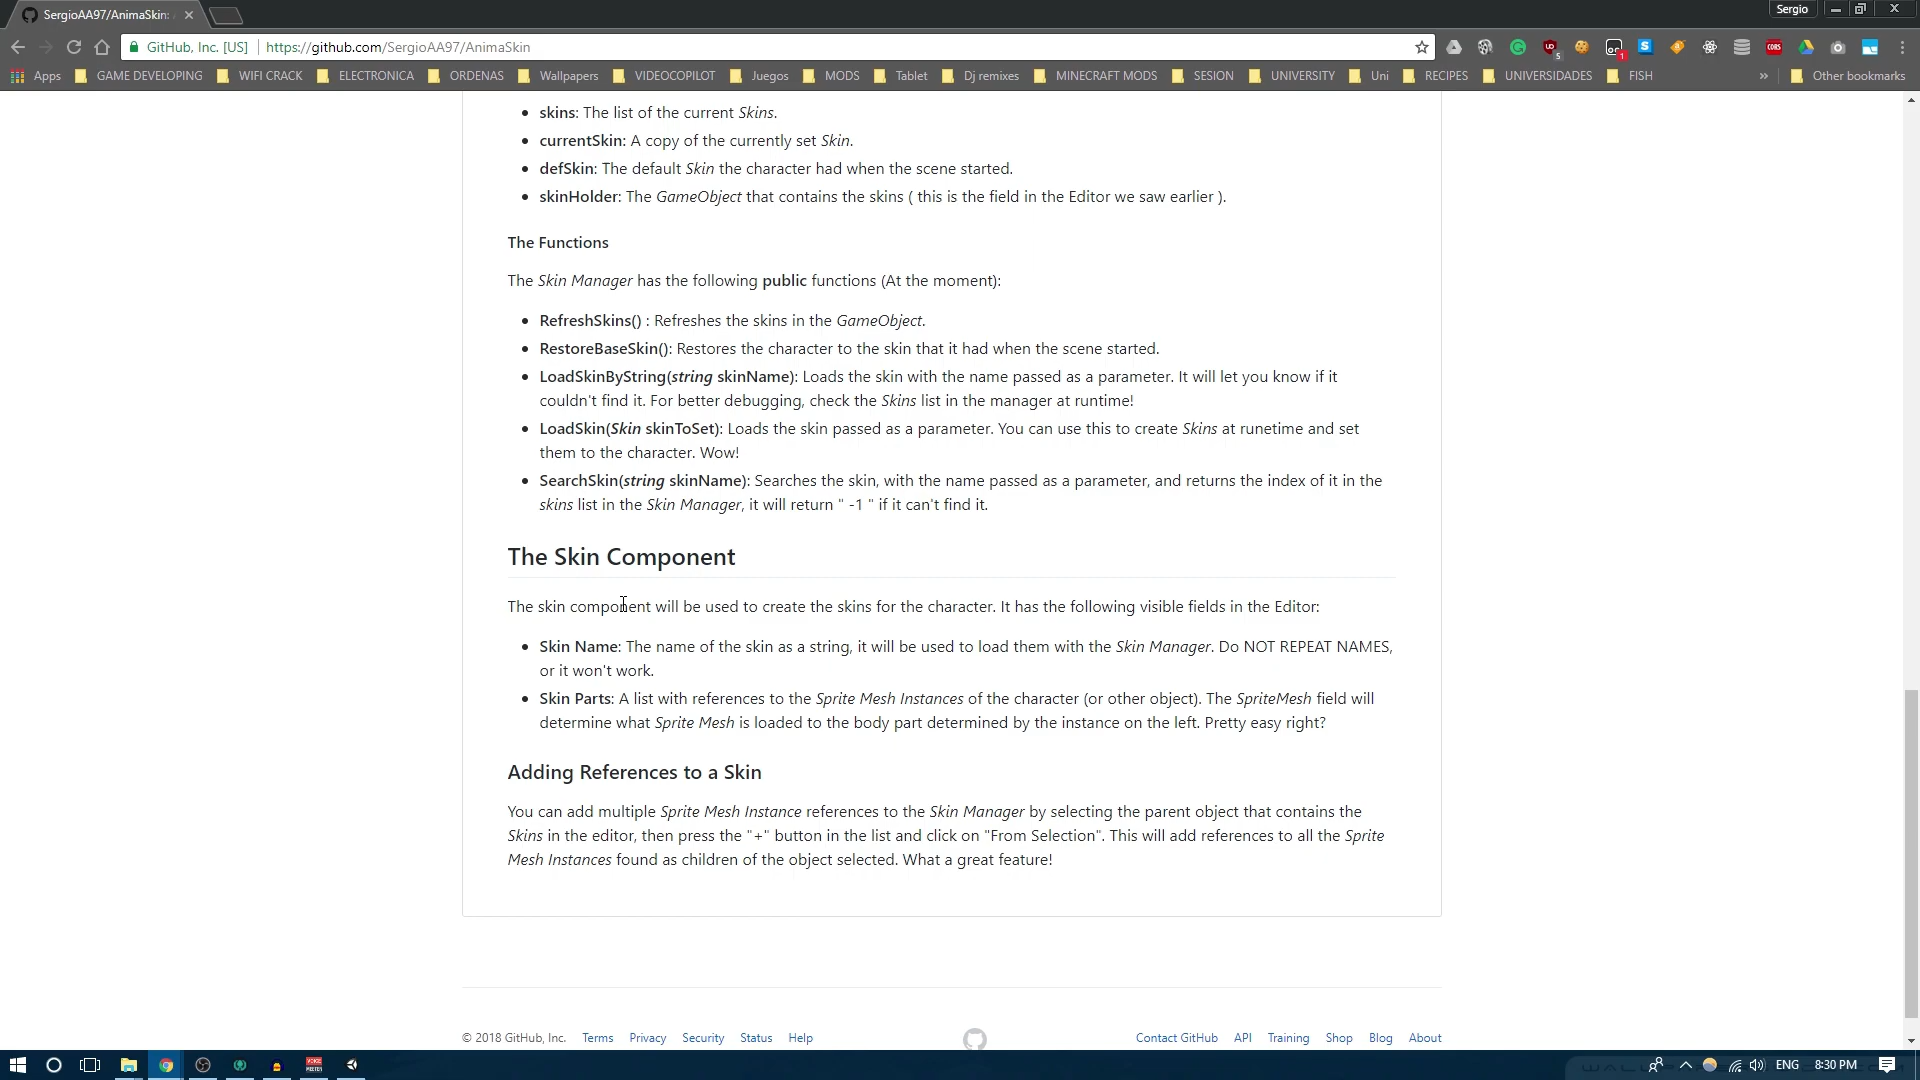 SergioAA97/AnimaSkin:
Sergio
GitHub, Inc. [US] https://github.com/SergioAA97/AnimaSkin
Apps GAME DEVELOPING WIFI CRACK ELECTRONICA ORDENAS Wallpapers VIDEOCOPILOT Juegos MODS Tablet Dj remixes MINECRAFT MODS SESION UNIVERSITY Uni RECIPES UNIVERSIDADES FISH » Other bookmarks
• skins: The list of the current Skins.
• currentSkin: A copy of the currently set Skin.
• defSkin: The default Skin the character had when the scene started.
• skinHolder: The GameObject that contains the skins ( this is the field in the Editor we saw earlier ).
The Functions
The Skin Manager has the following public functions (At the moment):
• RefreshSkins() : Refreshes the skins in the GameObject.
• RestoreBaseSkin(): Restores the character to the skin that it had when the scene started.
• LoadSkinByString(string skinName): Loads the skin with the name passed as a parameter. It will let you know if it
couldn't find it. For better debugging, check the Skins list in the manager at runtime!
• LoadSkin(Skin skinToSet): Loads the skin passed as a parameter. You can use this to create Skins at runetime and set
them to the character. Wow!
• SearchSkin(string skinName): Searches the skin, with the name passed as a parameter, and returns the index of it in the
skins list in the Skin Manager, it will return " -1 " if it can't find it.
The Skin Component
The skin component will be used to create the skins for the character. It has the following visible fields in the Editor:
• Skin Name: The name of the skin as a string, it will be used to load them with the Skin Manager. Do NOT REPEAT NAMES,
or it won't work.
• Skin Parts: A list with references to the Sprite Mesh Instances of the character (or other object). The SpriteMesh field will
determine what Sprite Mesh is loaded to the body part determined by the instance on the left. Pretty easy right?
Adding References to a Skin
You can add multiple Sprite Mesh Instance references to the Skin Manager by selecting the parent object that contains the
Skins in the editor, then press the "+" button in the list and click on "From Selection". This will add references to all the Sprite
Mesh Instances found as children of the object selected. What a great feature!
© 2018 GitHub, Inc. Terms Privacy Security Status Help Contact GitHub API Training Shop Blog About
ENG 8:30 PM